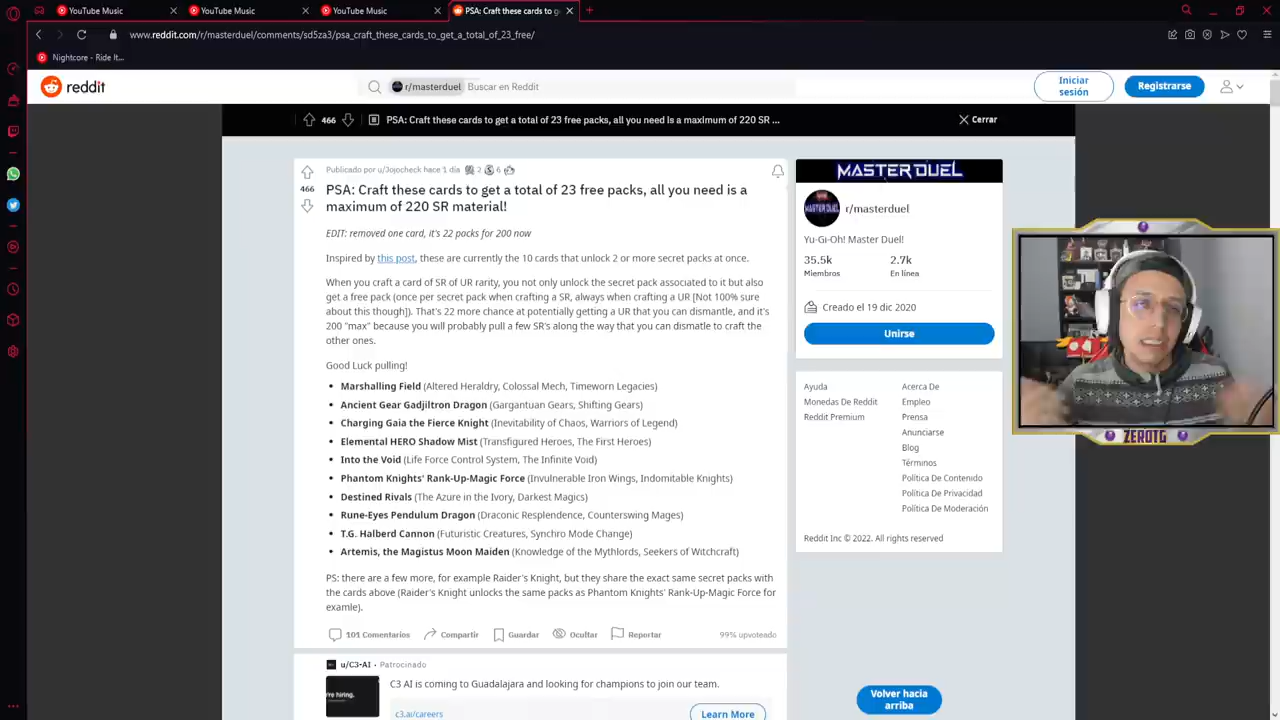 YouTube Music
YouTube Music
YouTube Music
PSA: Craft these cards to g
www.reddit.com/r/masterduel/comments/sd5za3/psa_craft_these_cards_to_get_a_total_of_23_free/
Nightcore - Ride It...
reddit
r/masterduel
Buscar en Reddit
Iniciar
sesión
Registrarse
466
PSA: Craft these cards to get a total of 23 free packs, all you need is a maximum of 220 SR ...
Cerrar
Publicado por u/Jojocheck hace 1 día
2
6
466
PSA: Craft these cards to get a total of 23 free packs, all you need is a
maximum of 220 SR material!
EDIT: removed one card, it's 22 packs for 200 now
Inspired by this post, these are currently the 10 cards that unlock 2 or more secret packs at once.
When you craft a card of SR of UR rarity, you not only unlock the secret pack associated to it but also
get a free pack (once per secret pack when crafting a SR, always when crafting a UR [Not 100% sure
about this though]). That's 22 more chance at potentially getting a UR that you can dismantle, and it's
200 "max" because you will probably pull a few SR's along the way that you can dismatle to craft the
other ones.
Good Luck pulling!
• Marshalling Field (Altered Heraldry, Colossal Mech, Timeworn Legacies)
• Ancient Gear Gadjiltron Dragon (Gargantuan Gears, Shifting Gears)
• Charging Gaia the Fierce Knight (Inevitability of Chaos, Warriors of Legend)
• Elemental HERO Shadow Mist (Transfigured Heroes, The First Heroes)
• Into the Void (Life Force Control System, The Infinite Void)
• Phantom Knights' Rank-Up-Magic Force (Invulnerable Iron Wings, Indomitable Knights)
• Destined Rivals (The Azure in the Ivory, Darkest Magics)
• Rune-Eyes Pendulum Dragon (Draconic Resplendence, Counterswing Mages)
• T.G. Halberd Cannon (Futuristic Creatures, Synchro Mode Change)
• Artemis, the Magistus Moon Maiden (Knowledge of the Mythlords, Seekers of Witchcraft)
PS: there are a few more, for example Raider's Knight, but they share the exact same secret packs with
the cards above (Raider's Knight unlocks the same packs as Phantom Knights' Rank-Up-Magic Force for
examle).
101 Comentarios
Compartir
Guardar
Ocultar
Reportar
99% upvoteado
u/C3-AI • Patrocinado
C3 AI is coming to Guadalajara and looking for champions to join our team.
're hiring.
c3.ai/careers
Learn More
MASTER DUEL
MASTER DUEL
r/masterduel
Yu-Gi-Oh! Master Duel!
35.5k
2.7k
Miembros
En línea
Creado el 19 dic 2020
Unirse
Ayuda
Acerca De
Monedas De Reddit
Empleo
Reddit Premium
Prensa
Anunciarse
Blog
Términos
Política De Contenido
Política De Privacidad
Política De Moderación
Reddit Inc © 2022. All rights reserved
Volver hacia
arriba
ZEROTG